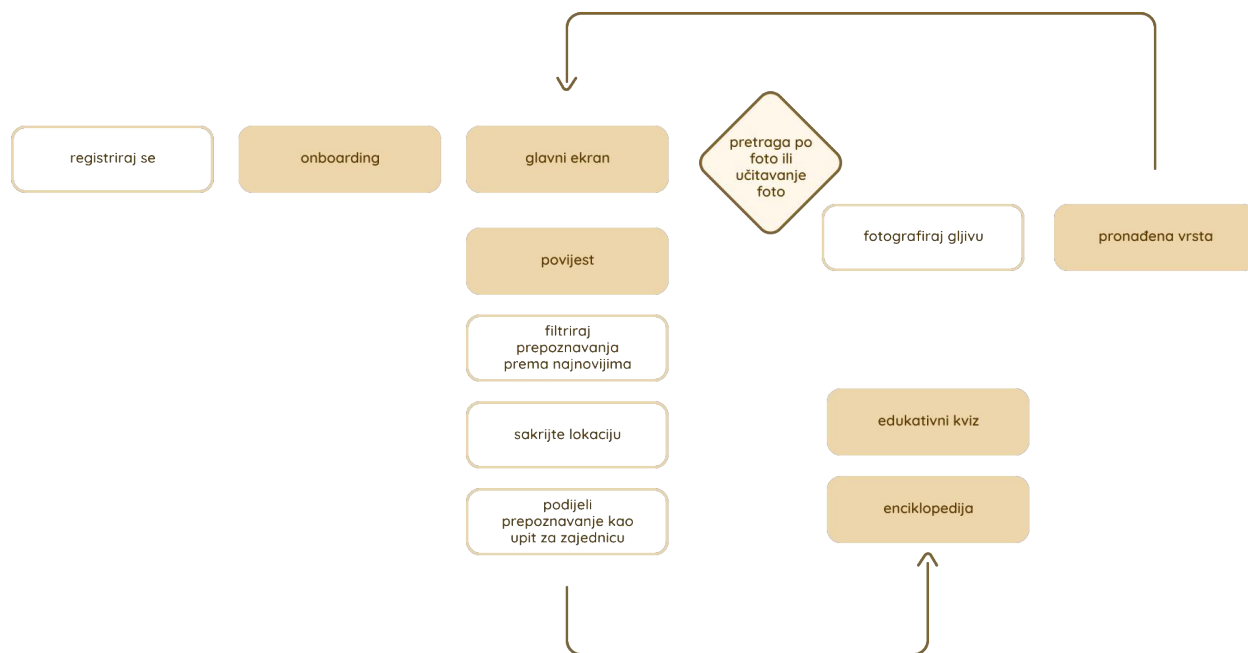 registriraj se
onboarding
glavni ekran
pretraga po
foto ili
učitavanje
foto
fotografiraj gljivu
pronađena vrsta
povijest
filtriraj
prepoznavanja
prema najnovijima
sakrijte lokaciju
podijeli
prepoznavanje kao
upit za zajednicu
edukativni kviz
enciklopedija